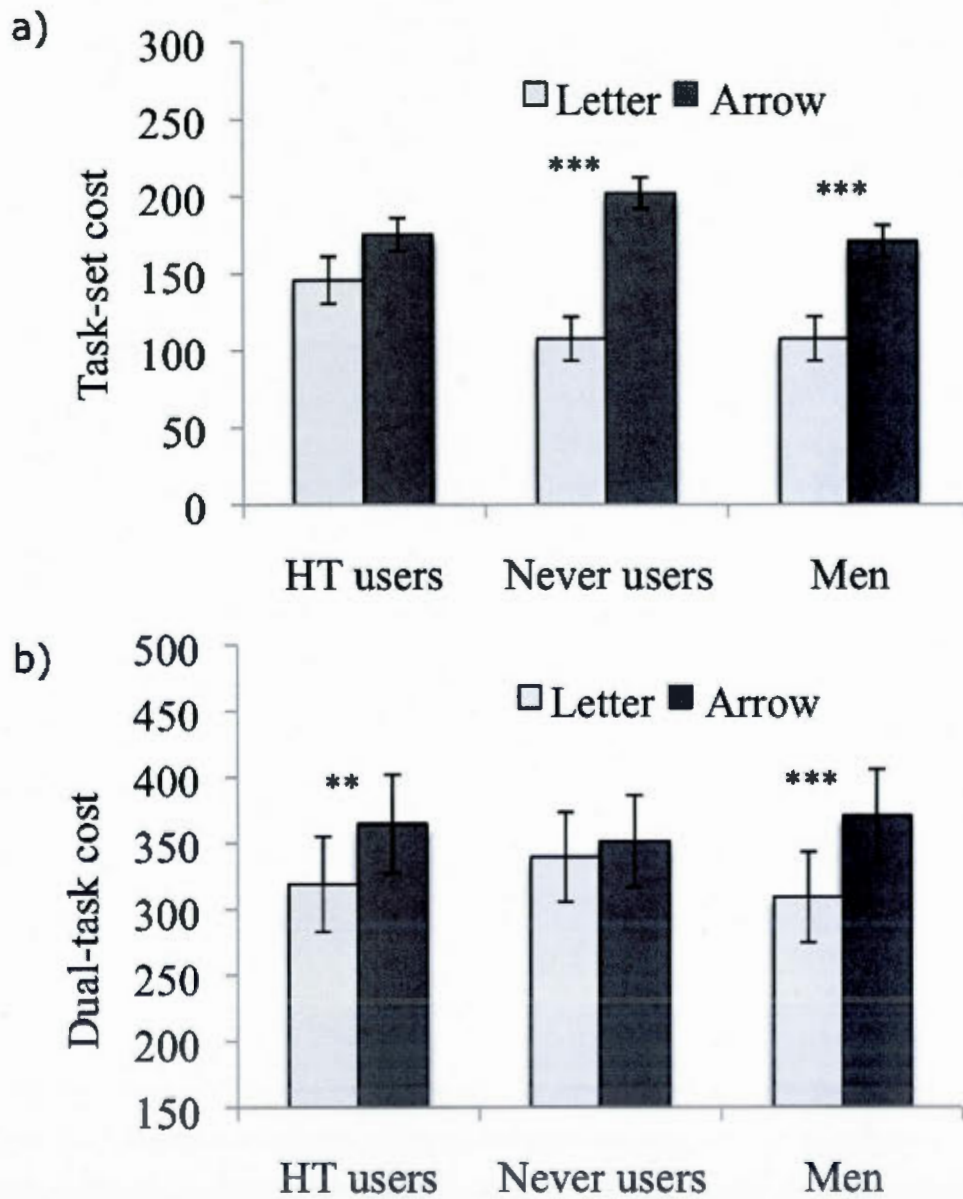 a)
300
250
200
150
100
50
0
Task-set cost
Letter Arrow
***
***
HT users Never users Men
b)
500
450
400
350
300
250
200
150
Dual-task cost
Letter Arrow
**
***
HT users Never users Men